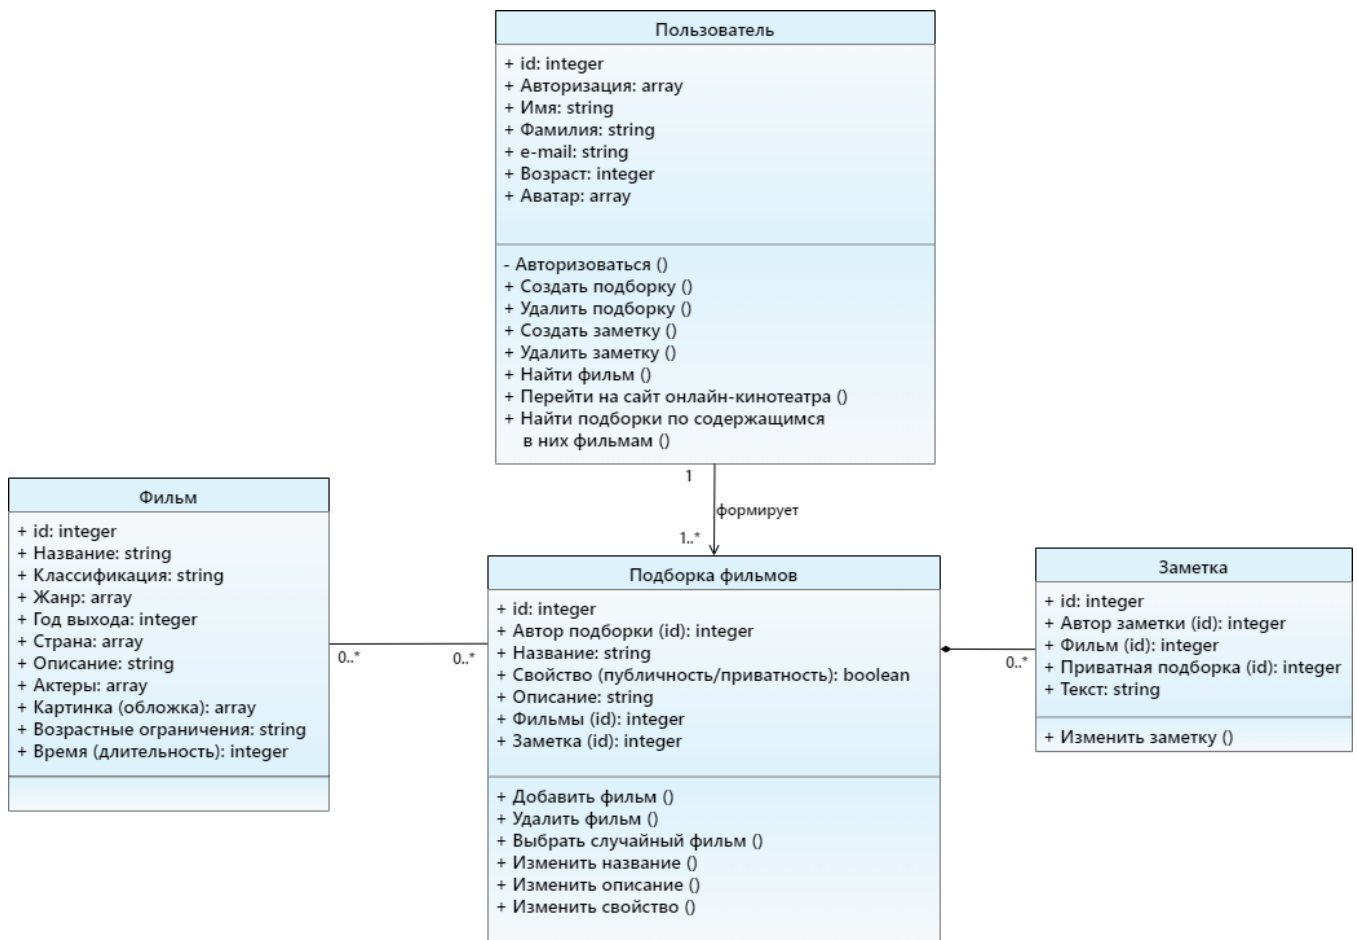 Пользователь
+ id: integer
+ Авторизация: array
+ Имя: string
+ Фамилия: string
+ e-mail: string
+ Возраст: integer
+ Аватар: array
- Авторизоваться ()
+ Создать подборку ()
+ Удалить подборку ()
+ Создать заметку ()
+ Удалить заметку ()
+ Найти фильм ()
+ Перейти на сайт онлайн-кинотеатра ()
+ Найти подборки по содержащимся
в них фильмам ()
1
формирует
1..*
Фильм
+ id: integer
+ Название: string
+ Классификация: string
+ Жанр: array
+ Год выхода: integer
+ Страна: array
+ Описание: string
+ Актеры: array
+ Картинка (обложка): array
+ Возрастные ограничения: string
+ Время (длительность): integer
0..*
0..*
Подборка фильмов
+ id: integer
+ Автор подборки (id): integer
+ Название: string
+ Свойство (публичность/приватность): boolean
+ Описание: string
+ Фильмы (id): integer
+ Заметка (id): integer
+ Добавить фильм ()
+ Удалить фильм ()
+ Выбрать случайный фильм ()
+ Изменить название ()
+ Изменить описание ()
+ Изменить свойство ()
0..*
Заметка
+ id: integer
+ Автор заметки (id): integer
+ Фильм (id): integer
+ Приватная подборка (id): integer
+ Текст: string
+ Изменить заметку ()